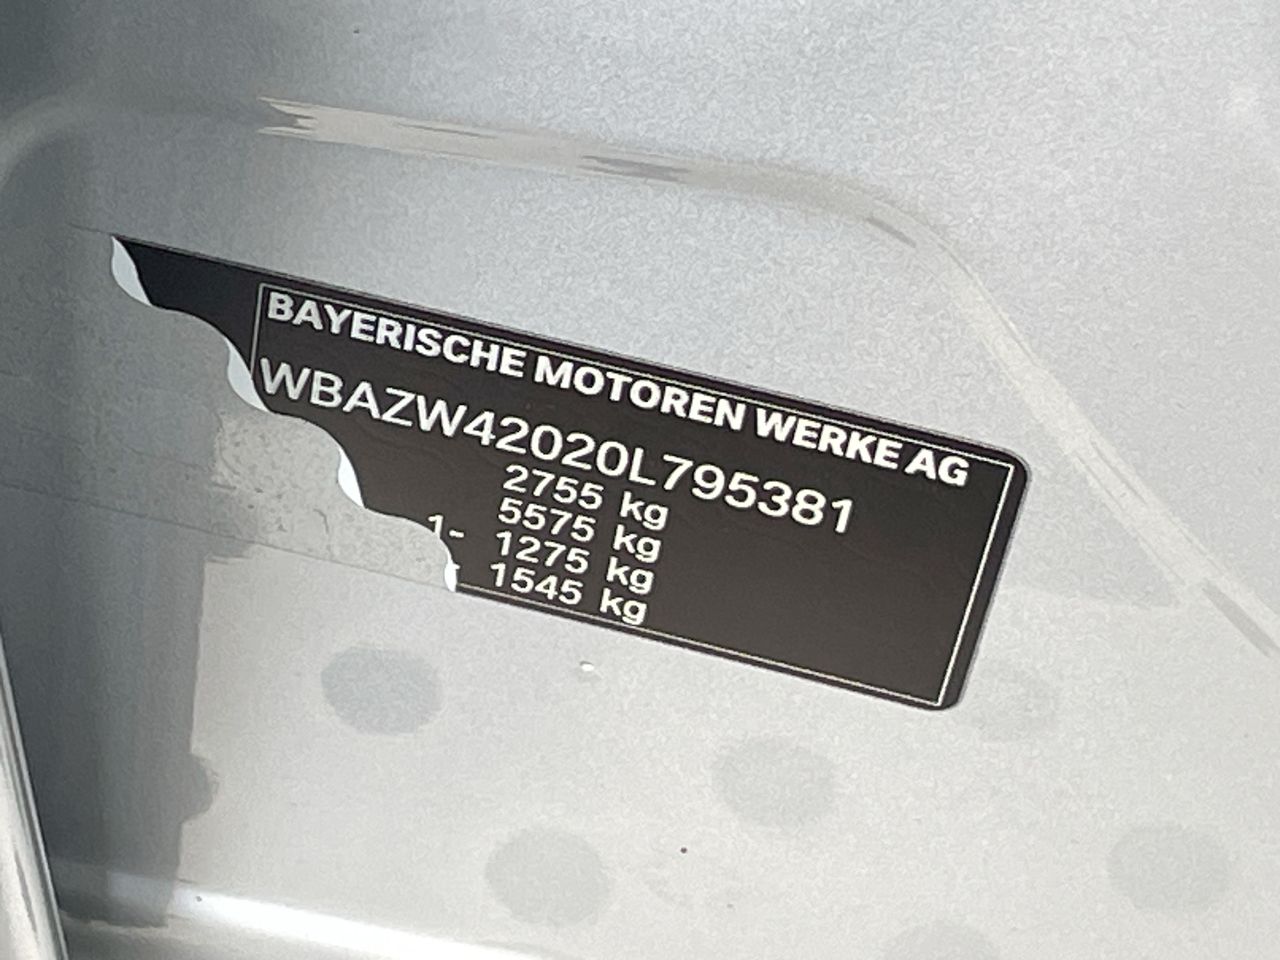 BAYERISCHE MOTOREN WERKE AG
WBAZW42020L795381
2755 kg
5575 kg
1- 1275 kg
- 1545 kg